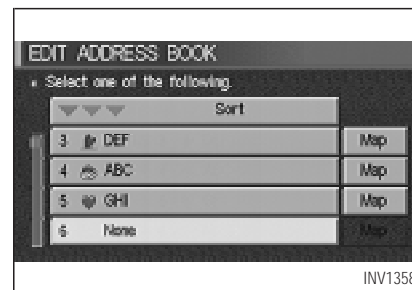 EDIT ADDRESS BOOK
Select one of the following.
Sort
3 DEF Map
4 ABC Map
5 GHI Map
6 None Map
INV1358